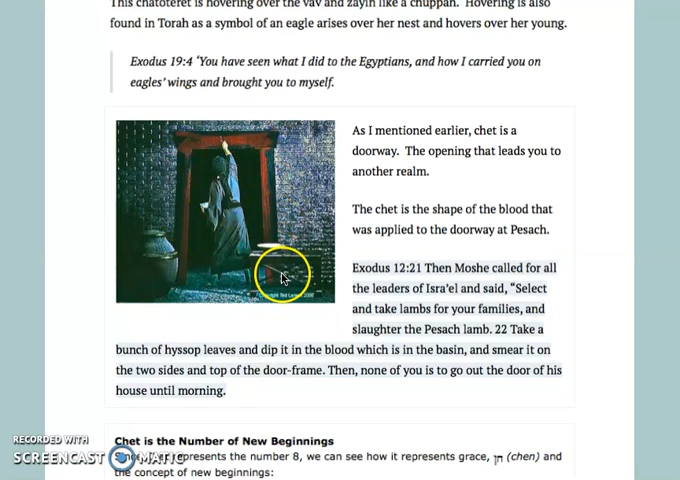 This chatoteret is hovering over the vav and zayin like a chuppah. Hovering is also
found in Torah as a symbol of an eagle arises over her nest and hovers over her young.
Exodus 19:4 ‘You have seen what I did to the Egyptians, and how I carried you on
eagles’ wings and brought you to myself.
As I mentioned earlier, chet is a
doorway. The opening that leads you to
another realm.
The chet is the shape of the blood that
was applied to the doorway at Pesach.
Exodus 12:21 Then Moshe called for all
the leaders of Isra’el and said, “Select
and take lambs for your families, and
slaughter the Pesach lamb. 22 Take a
bunch of hyssop leaves and dip it in the blood which is in the basin, and smear it on
the two sides and top of the door-frame. Then, none of you is to go out the door of his
house until morning.
Chet is the Number of New Beginnings
represents the number 8, we can see how it represents grace, חן (chen) and
the concept of new beginnings:
RECORDED WITH
SCREENCAST MATIC